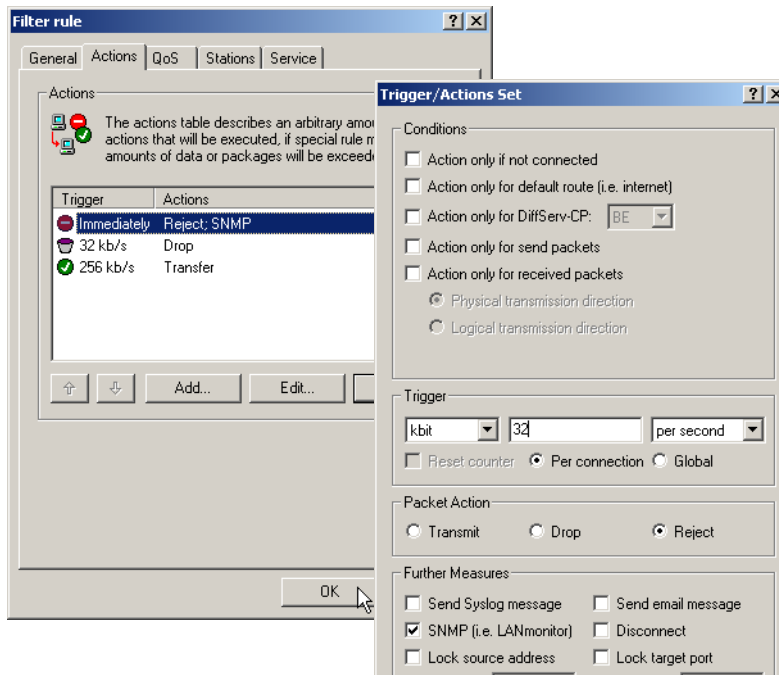 Filter rule
General Actions QoS Stations Service
Actions
The actions table describes an arbitrary
actions that will be executed, if special rule
amounts of data or packages will be
Trigger Actions
Immediately Reject; SNMP
32 kb/s Drop
256 kb/s Transfer
Add... Edit...
OK
Trigger/Actions Set
Conditions
Action only if not connected
Action only for default route (i.e. internet)
Action only for DiffServ-CP: BE
Action only for send packets
Action only for received packets
Physical transmission direction
Logical transmission direction
Trigger
kbit 32 per second
Reset counter Per connection Global
Packet Action
Transmit Drop Reject
Further Measures
Send Syslog message Send email message
SNMP (i.e. LANmonitor) Disconnect
Lock source address Lock target port